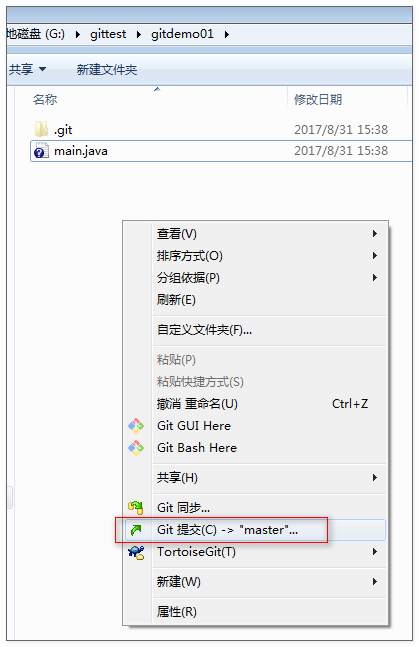 地磁盘 (G:) ▸ gittest ▸ gitdemo01 ▸
共享 ▼ 新建文件夹
名称 修改日期
.git 2017/8/31 15:38
main.java 2017/8/31 15:38
查看(V)
排序方式(O)
分组依据(P)
刷新(E)
自定义文件夹(F)...
粘贴(P)
粘贴快捷方式(S)
撤消 重命名(U) Ctrl+Z
Git GUI Here
Git Bash Here
共享(H)
Git 同步...
Git 提交(C) -> "master"...
TortoiseGit(T)
新建(W)
属性(R)